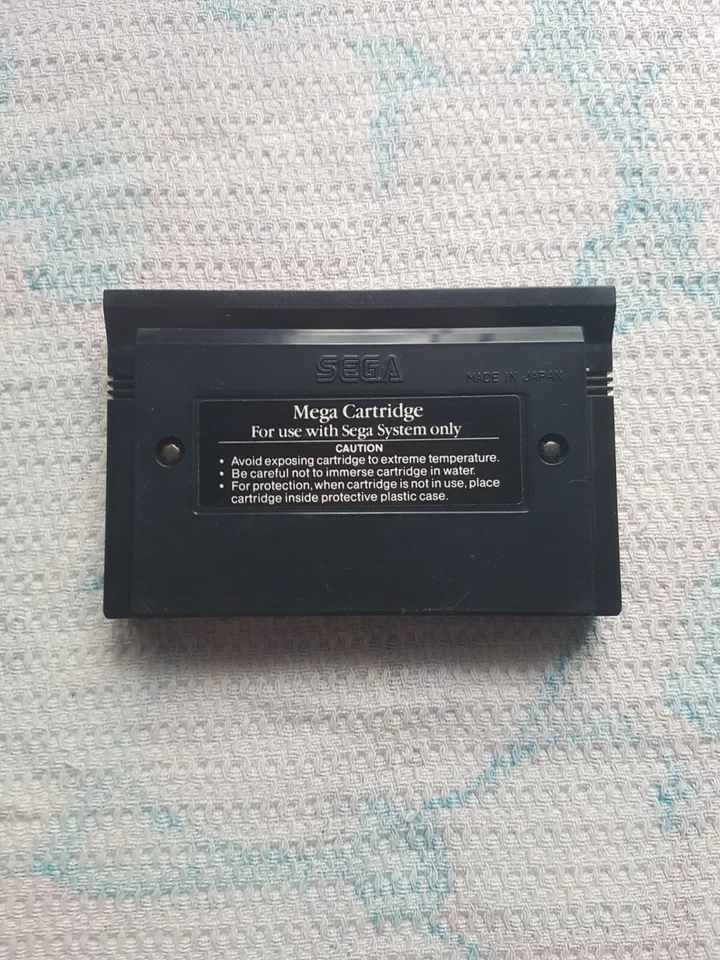 SEGA
MADE IN JAPAN
Mega Cartridge
For use with Sega System only
CAUTION
• Avoid exposing cartridge to extreme temperature.
• Be careful not to immerse cartridge in water.
• For protection, when cartridge is not in use, place
cartridge inside protective plastic case.